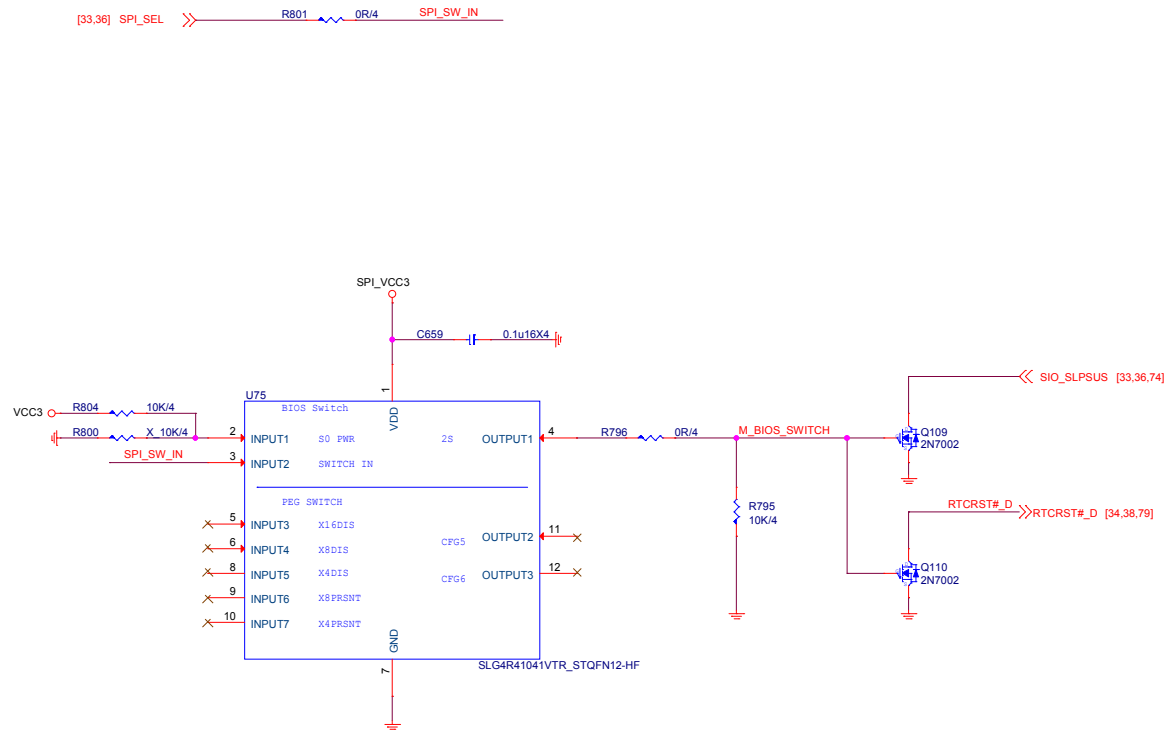 [33,36] SPI_SEL R801 0R/4 SPI_SW_IN
SPI_VCC3
C659 0.1u16X4
SIO_SLPSUS [33,36,74]
U75
1
VDD
BIOS Switch
VCC3 R804 10K/4
R800 X_10K/4 2 INPUT1 S0 PWR 2S OUTPUT1 4 R796 0R/4 M_BIOS_SWITCH
Q109
2N7002
SPI_SW_IN 3 INPUT2 SWITCH IN
PEG SWITCH
R795
10K/4
RTCRST#_D
RTCRST#_D [34,38,79]
5 INPUT3 X16DIS
CFG5 OUTPUT2 11
6 INPUT4 X8DIS
8 INPUT5 X4DIS
CFG6 OUTPUT3 12
Q110
2N7002
9 INPUT6 X8PRSNT
10 INPUT7 X4PRSNT
GND
7
SLG4R41041VTR_STQFN12-HF